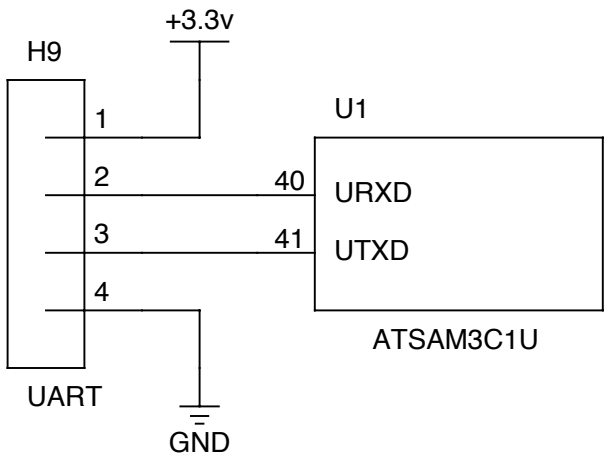 +3.3v
H9
1
2
3
4
UART
GND
U1
40
URXD
41
UTXD
ATSAM3C1U